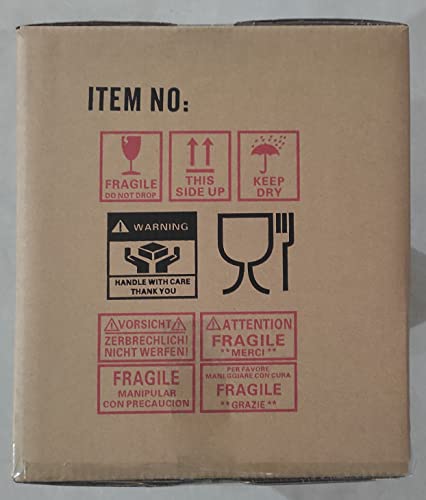 ITEM NO:
FRAGILE
DO NOT DROP
THIS
SIDE UP
KEEP
DRY
WARNING
HANDLE WITH CARE
THANK YOU
VORSICHT
ZERBRECHLICH!
NICHT WERFEN!
ATTENTION
FRAGILE
**MERCI**
FRAGILE
MANIPULAR
CON PRECAUCION
PER FAVORE
MANEGGIARE CON CURA
FRAGILE
**GRAZIE**